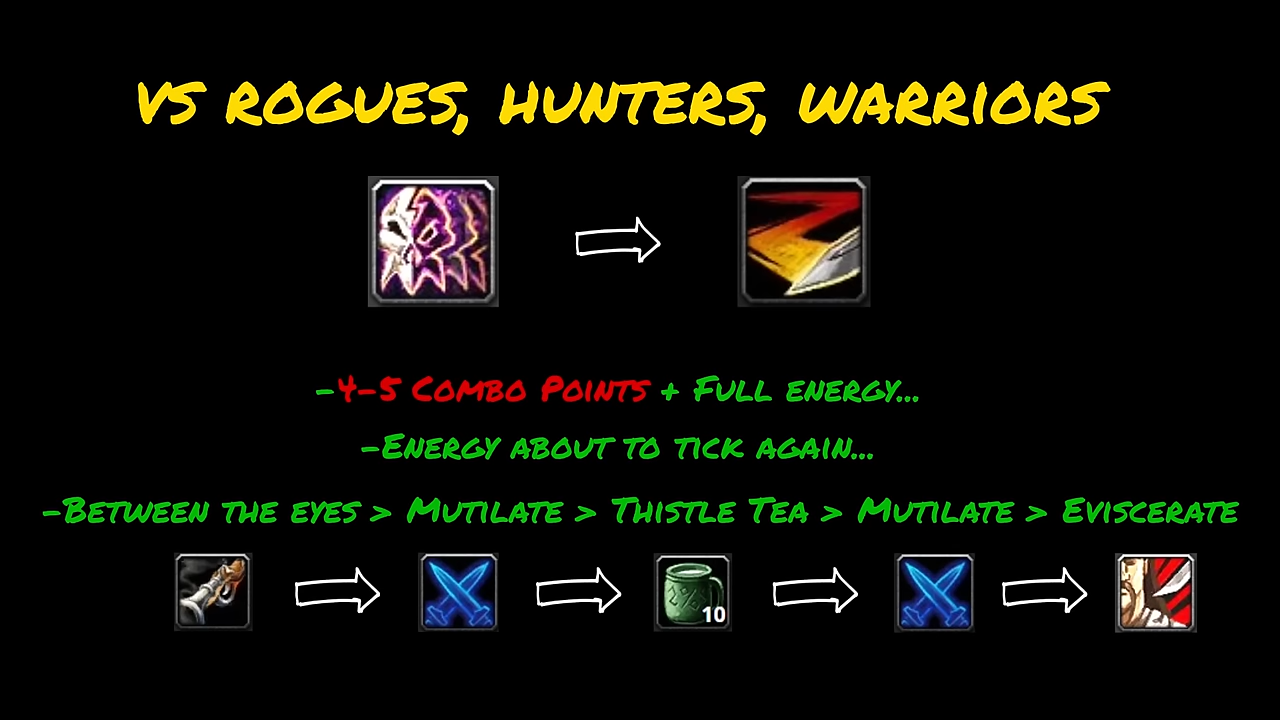 VS ROGUES, HUNTERS, WARRIORS
-4-5 COMBO POINTS + FULL ENERGY...
-ENERGY ABOUT TO TICK AGAIN...
-BETWEEN THE EYES > MUTILATE > THISTLE TEA > MUTILATE > EVISCERATE
10